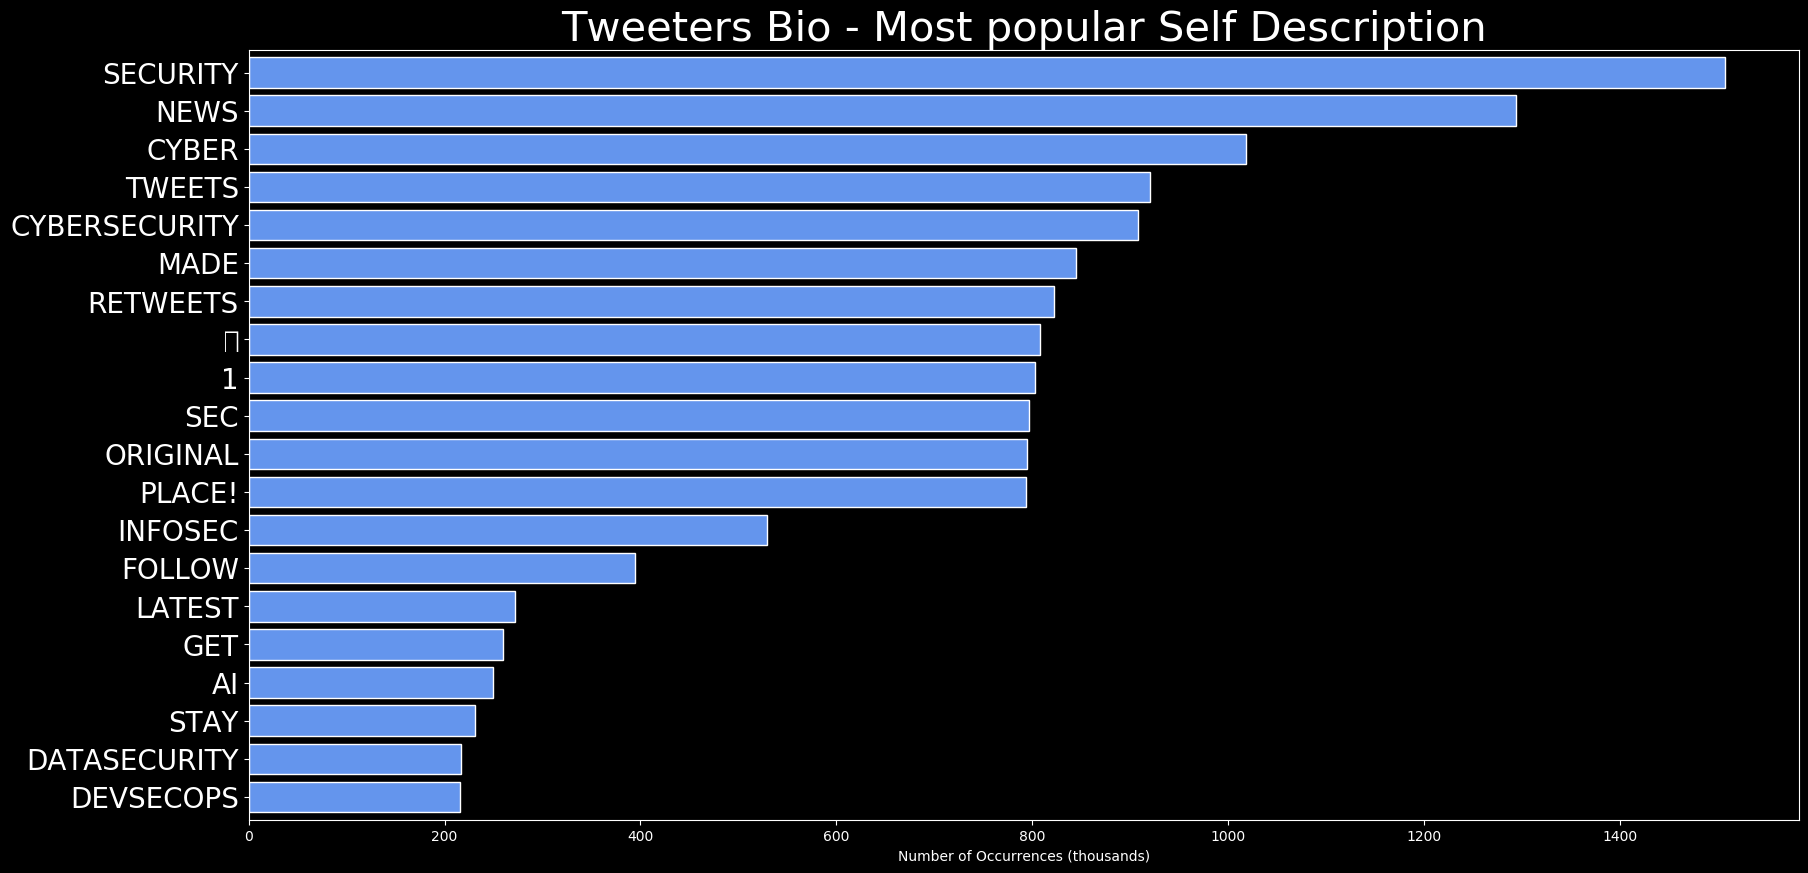 Tweeters Bio - Most popular Self Description
SECURITY
NEWS
CYBER
TWEETS
CYBERSECURITY
MADE
RETWEETS
1
SEC
ORIGINAL
PLACE!
INFOSEC
FOLLOW
LATEST
GET
AI
STAY
DATASECURITY
DEVSECOPS
0 200 400 600 800 1000 1200 1400
Number of Occurrences (thousands)